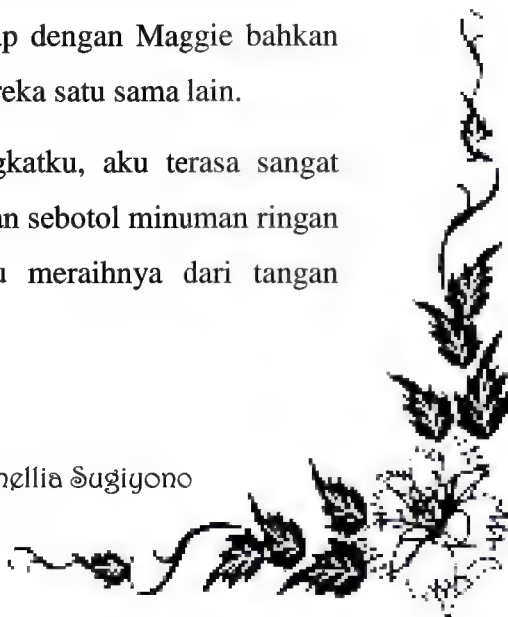 ap dengan Maggie bahkan
reka satu sama lain.
gkatku, aku terasa sangat
an sebotol minuman ringan
u meraihnya dari tangan
nellia Sugiyono